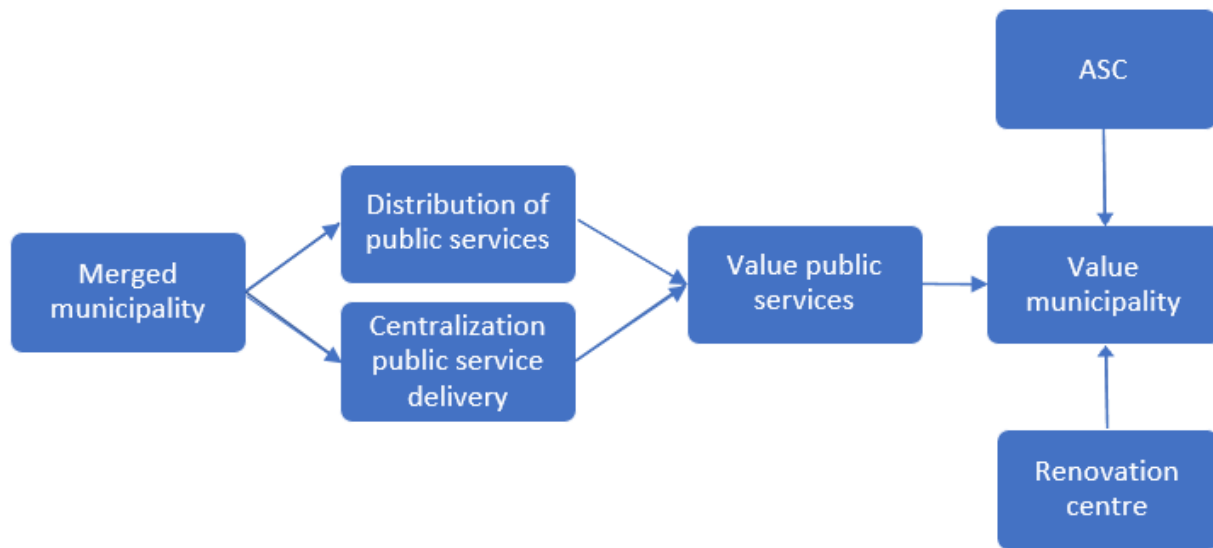 ASC
Distribution of
public services
Merged
municipality
Value public
services
Value
municipality
Centralization
public service
delivery
Renovation
centre